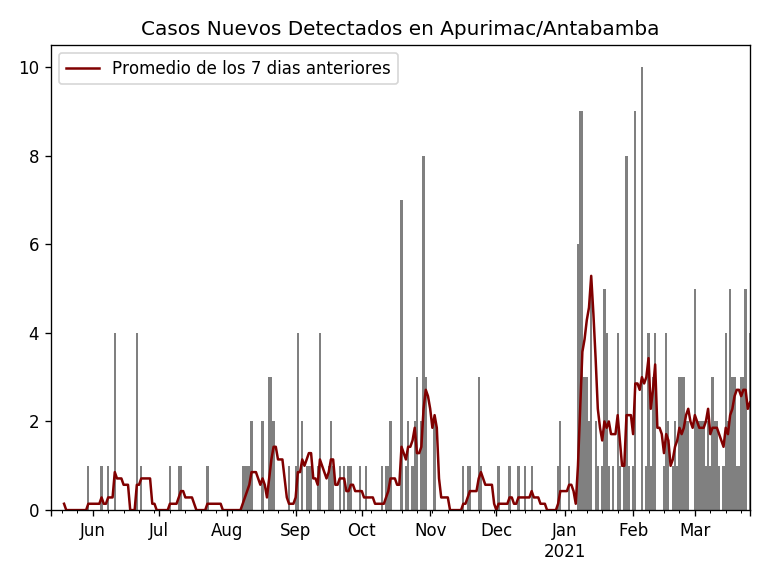 Casos Nuevos Detectados en Apurimac/Antabamba
Promedio de los 7 dias anteriores
10
8
6
4
2
0
Jun Jul Aug Sep Oct Nov Dec Jan Feb Mar
2021